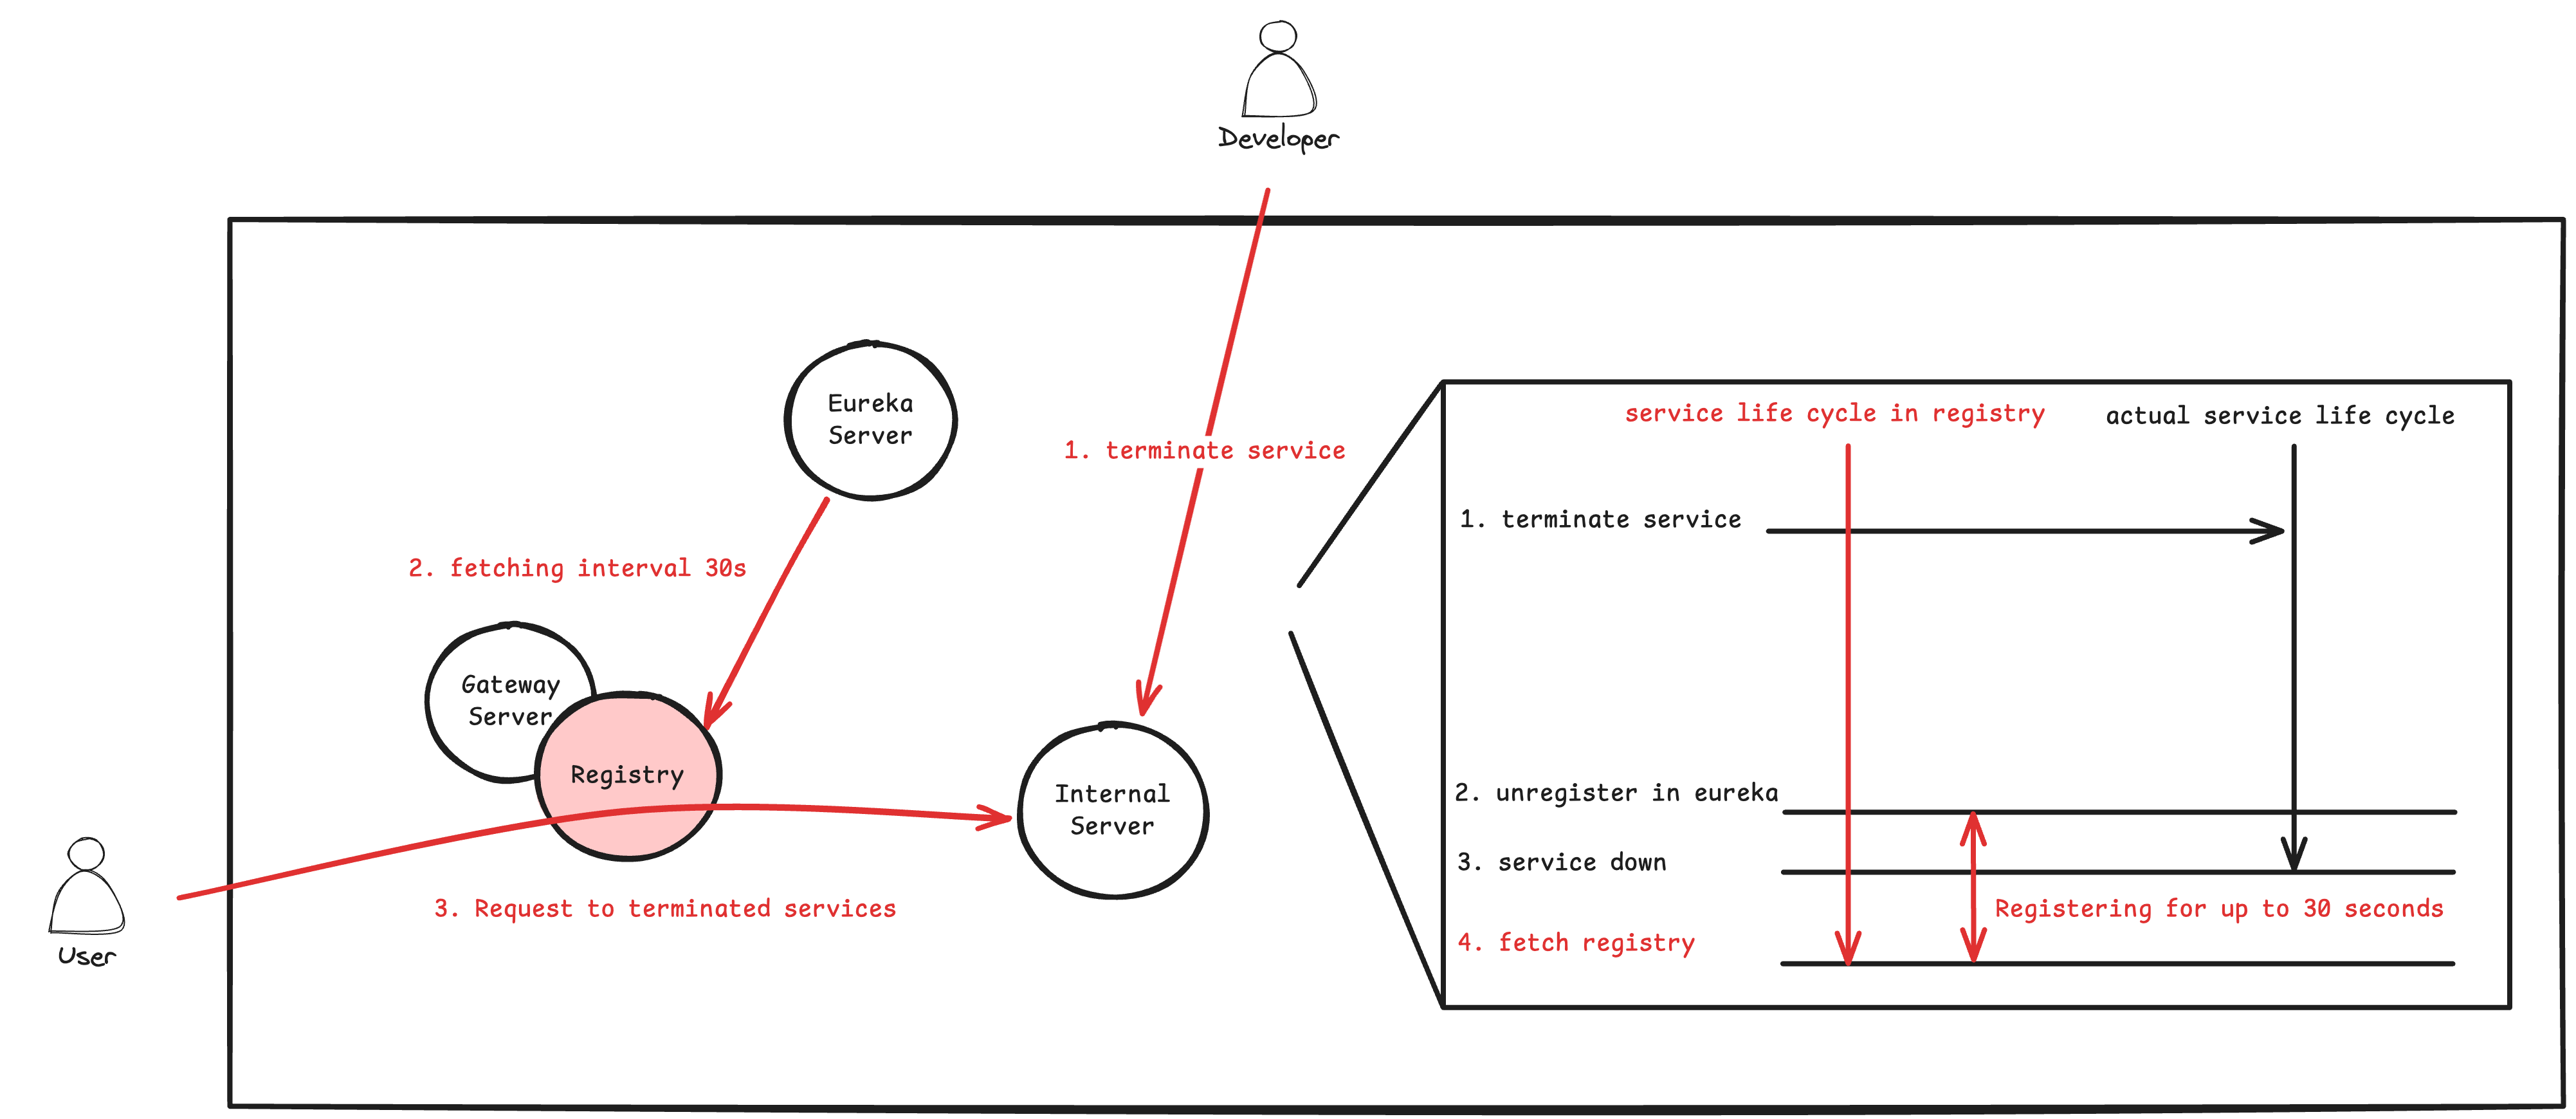 Developer
Eureka
Server
1. terminate service
2. fetching interval 30s
Gateway
Server
Registry
Internal
Server
3. Request to terminated services
User
service life cycle in registry
actual service life cycle
1. terminate service
2. unregister in eureka
3. service down
Registering for up to 30 seconds
4. fetch registry